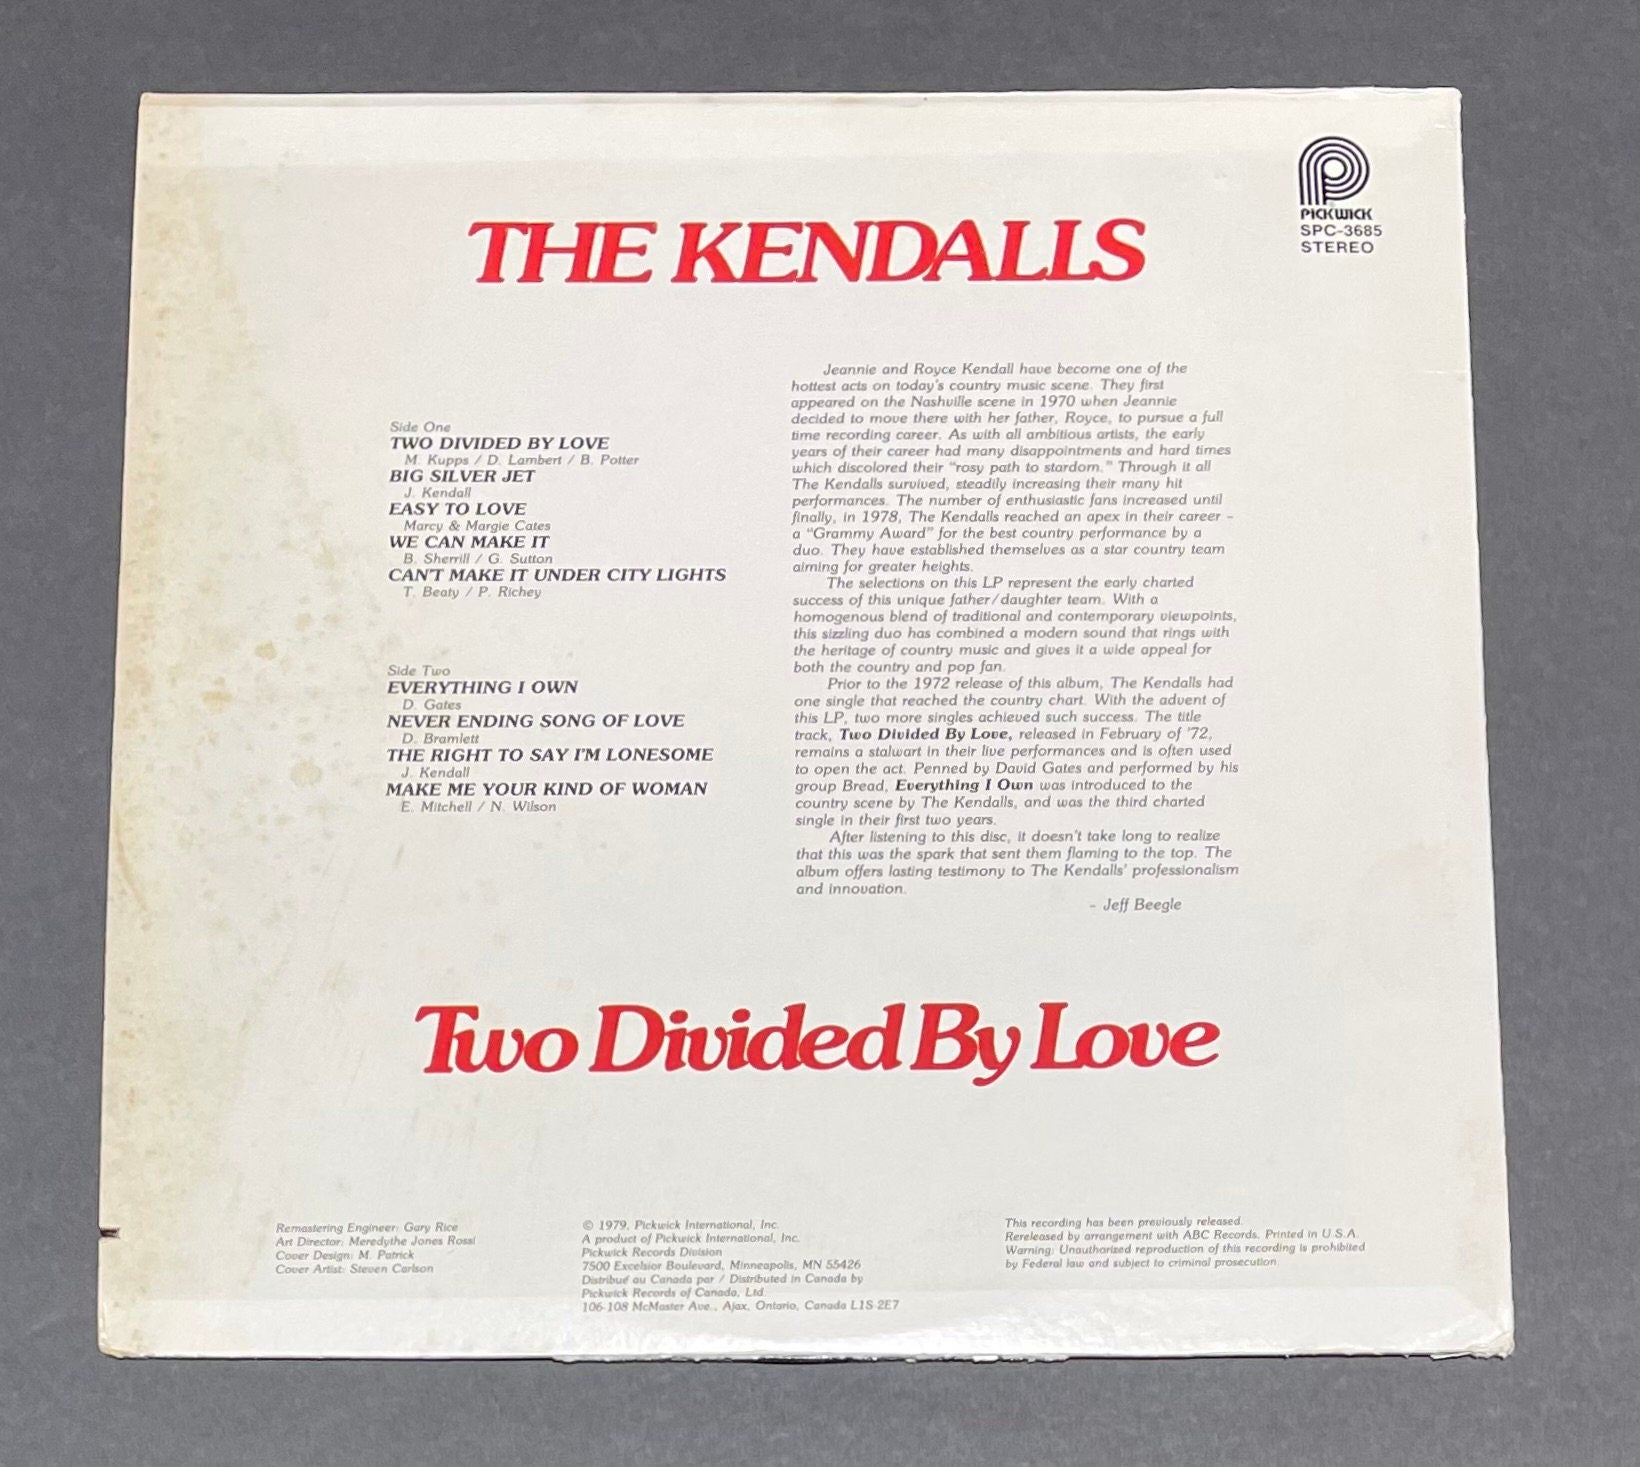 PICKWICK
SPC-3685
STEREO
THE KENDALLS
Side One
TWO DIVIDED BY LOVE
M. Kupps / D. Lambert / B. Potter
BIG SILVER JET
J. Kendall
EASY TO LOVE
Marcy & Margie Cates
WE CAN MAKE IT
B. Sherrill / G. Sutton
CAN'T MAKE IT UNDER CITY LIGHTS
T. Beaty / P. Richey
Side Two
EVERYTHING I OWN
D. Gates
NEVER ENDING SONG OF LOVE
D. Bramlett
THE RIGHT TO SAY I'M LONESOME
J. Kendall
MAKE ME YOUR KIND OF WOMAN
E. Mitchell / N. Wilson
Jeannie and Royce Kendall have become one of the
hottest acts on today's country music scene. They first
appeared on the Nashville scene in 1970 when Jeannie
decided to move there with her father, Royce, to pursue a full
time recording career. As with all ambitious artists, the early
years of their career had many disappointments and hard times
which discolored their "rosy path to stardom." Through it all
The Kendalls survived, steadily increasing their many hit
performances. The number of enthusiastic fans increased until
finally, in 1978, The Kendalls reached an apex in their career –
a "Grammy Award" for the best country performance by a
duo. They have established themselves as a star country team
aiming for greater heights.
The selections on this LP represent the early charted
success of this unique father/daughter team. With a
homogenous blend of traditional and contemporary viewpoints,
this sizzling duo has combined a modern sound that rings with
the heritage of country music and gives it a wide appeal for
both the country and pop fan.
Prior to the 1972 release of this album, The Kendalls had
one single that reached the country chart. With the advent of
this LP, two more singles achieved such success. The title
track, Two Divided By Love, released in February of '72,
remains a stalwart in their live performances and is often used
to open the act. Penned by David Gates and performed by his
group Bread, Everything I Own was introduced to the
country scene by The Kendalls, and was the third charted
single in their first two years.
After listening to this disc, it doesn't take long to realize
that this was the spark that sent them flaming to the top. The
album offers lasting testimony to The Kendalls' professionalism
and innovation.
– Jeff Beegle
Two Divided By Love
Remastering Engineer: Gary Rice
Art Director: Meredythe Jones Rossi
Cover Design: M. Patrick
Cover Artist: Steven Carlson
© 1979, Pickwick International, Inc.
A product of Pickwick International, Inc.
Pickwick Records Division
7500 Excelsior Boulevard, Minneapolis, MN 55426
Distribué au Canada par / Distributed in Canada by
Pickwick Records of Canada, Ltd.
106-108 McMaster Ave., Ajax, Ontario, Canada L1S 2E7
This recording has been previously released.
Rereleased by arrangement with ABC Records. Printed in U.S.A.
Warning: Unauthorized reproduction of this recording is prohibited
by Federal law and subject to criminal prosecution.